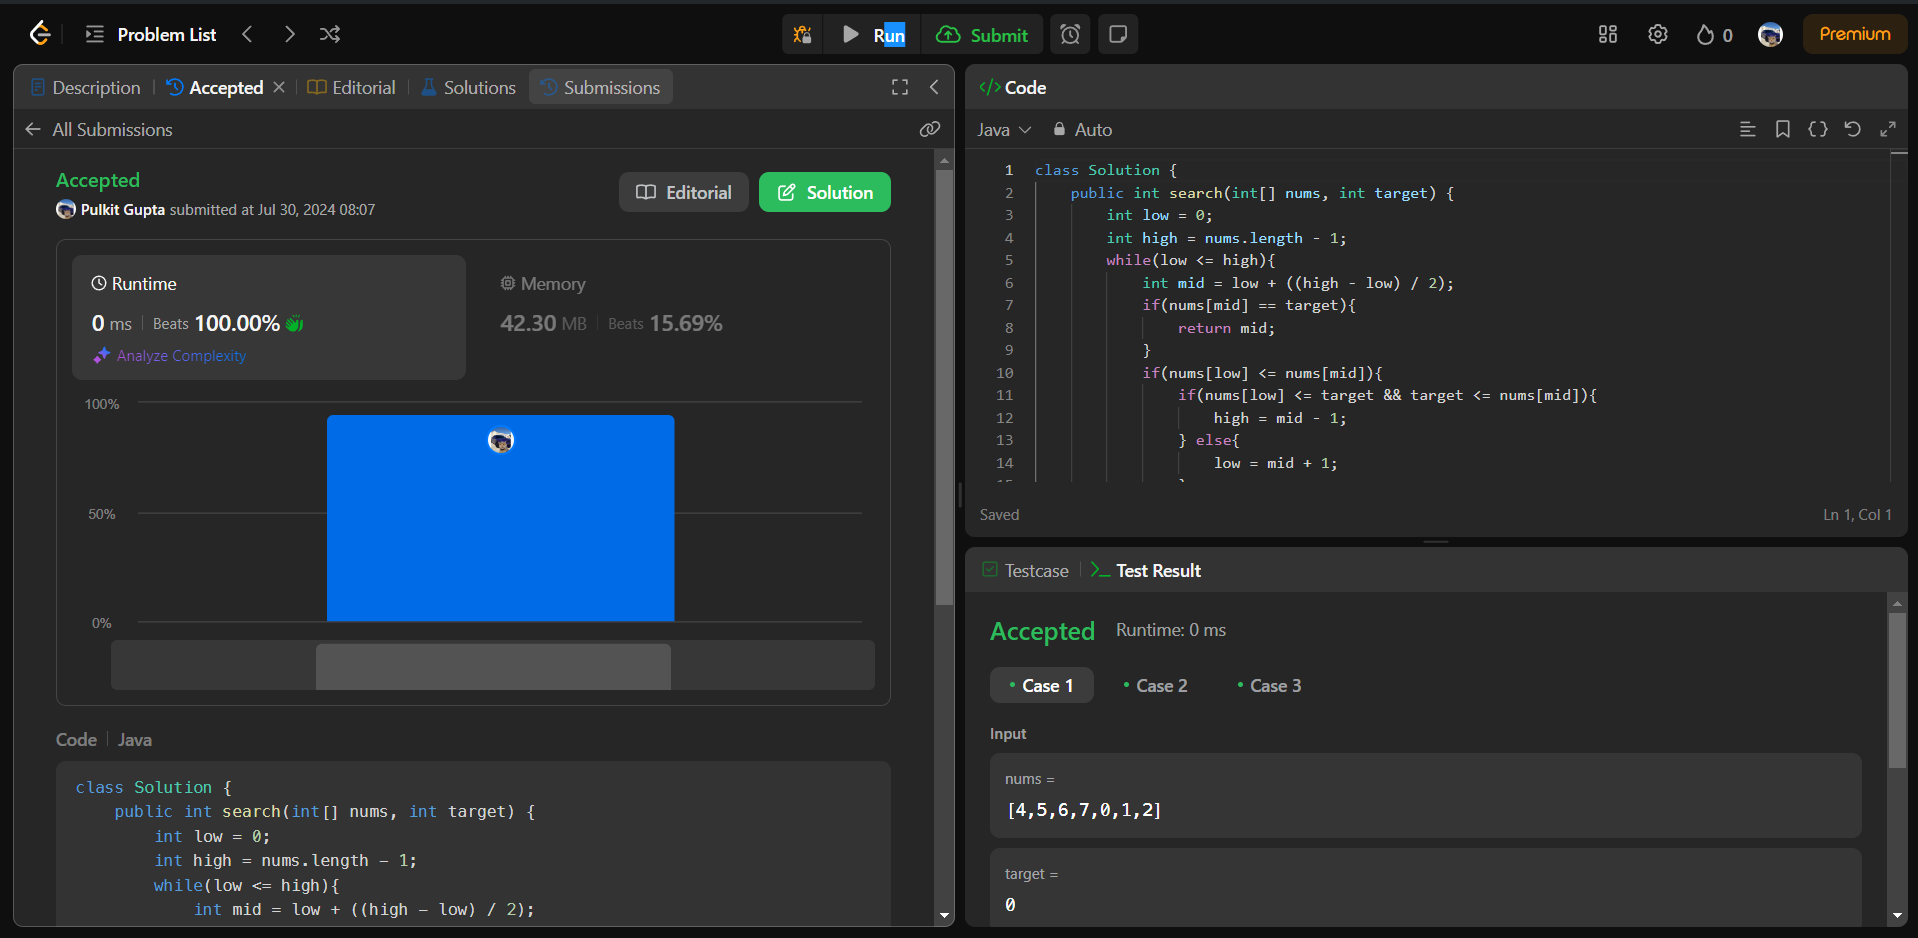 Problem List
Run
Submit
0
Premium
Description
Accepted
Editorial
Solutions
Submissions
All Submissions
Accepted
Pulkit Gupta submitted at Jul 30, 2024 08:07
Editorial
Solution
Runtime
0 ms
Beats 100.00%
Analyze Complexity
Memory
42.30 MB
Beats 15.69%
100%
50%
0%
Code
Java
class Solution {
    public int search(int[] nums, int target) {
        int low = 0;
        int high = nums.length - 1;
        while(low <= high){
            int mid = low + ((high - low) / 2);
</> Code
Java
Auto
1 class Solution {
2     public int search(int[] nums, int target) {
3         int low = 0;
4         int high = nums.length - 1;
5         while(low <= high){
6             int mid = low + ((high - low) / 2);
7             if(nums[mid] == target){
8                 return mid;
9             }
10             if(nums[low] <= nums[mid]){
11                 if(nums[low] <= target && target <= nums[mid]){
12                     high = mid - 1;
13                 } else{
14                     low = mid + 1;
Saved
Ln 1, Col 1
Testcase
Test Result
Accepted
Runtime: 0 ms
Case 1
Case 2
Case 3
Input
nums =
[4,5,6,7,0,1,2]
target =
0